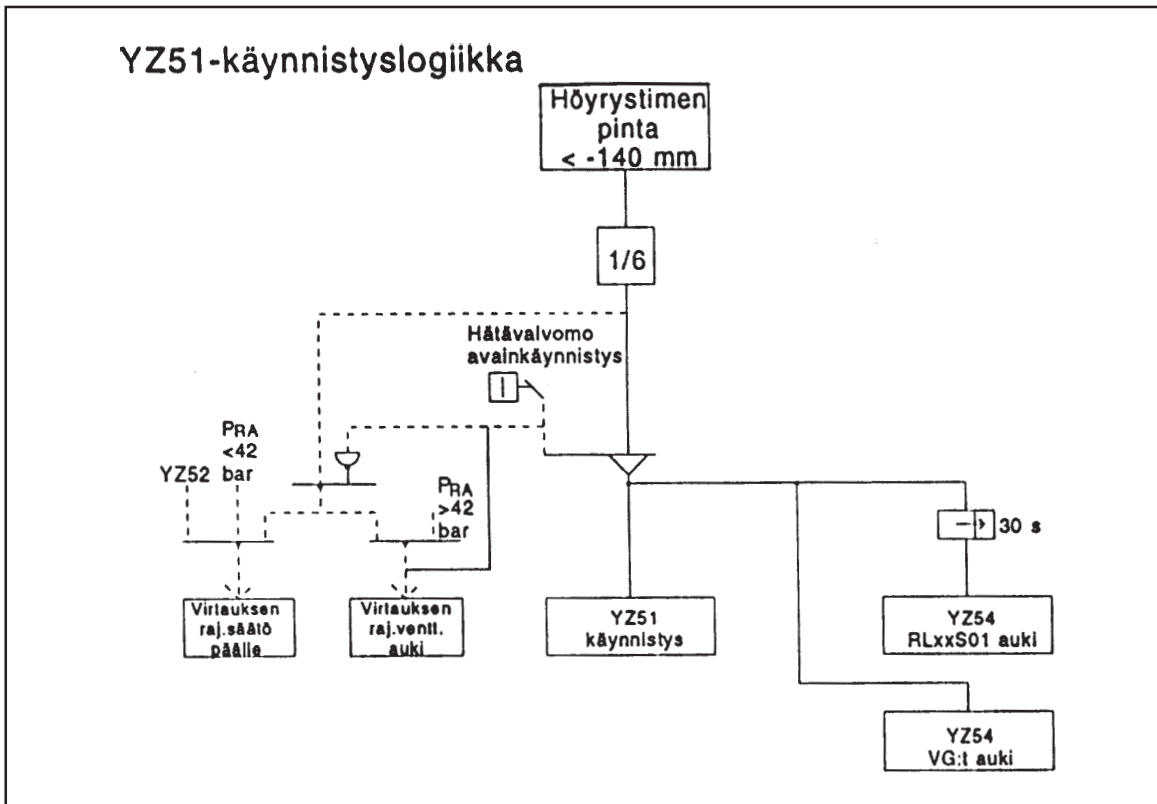 YZ51-käynnistyslogiikka
Höyrystimen
pinta
< -140 mm
1/6
Hätävalvomo
avainkäynnistys
PRA
<42
bar
YZ52
PRA
>42
bar
30 s
Virtauksen
raj.säätö
päälle
Virtauksen
raj.ventt.
auki
YZ51
käynnistys
YZ54
RLxxS01 auki
YZ54
VG:t auki